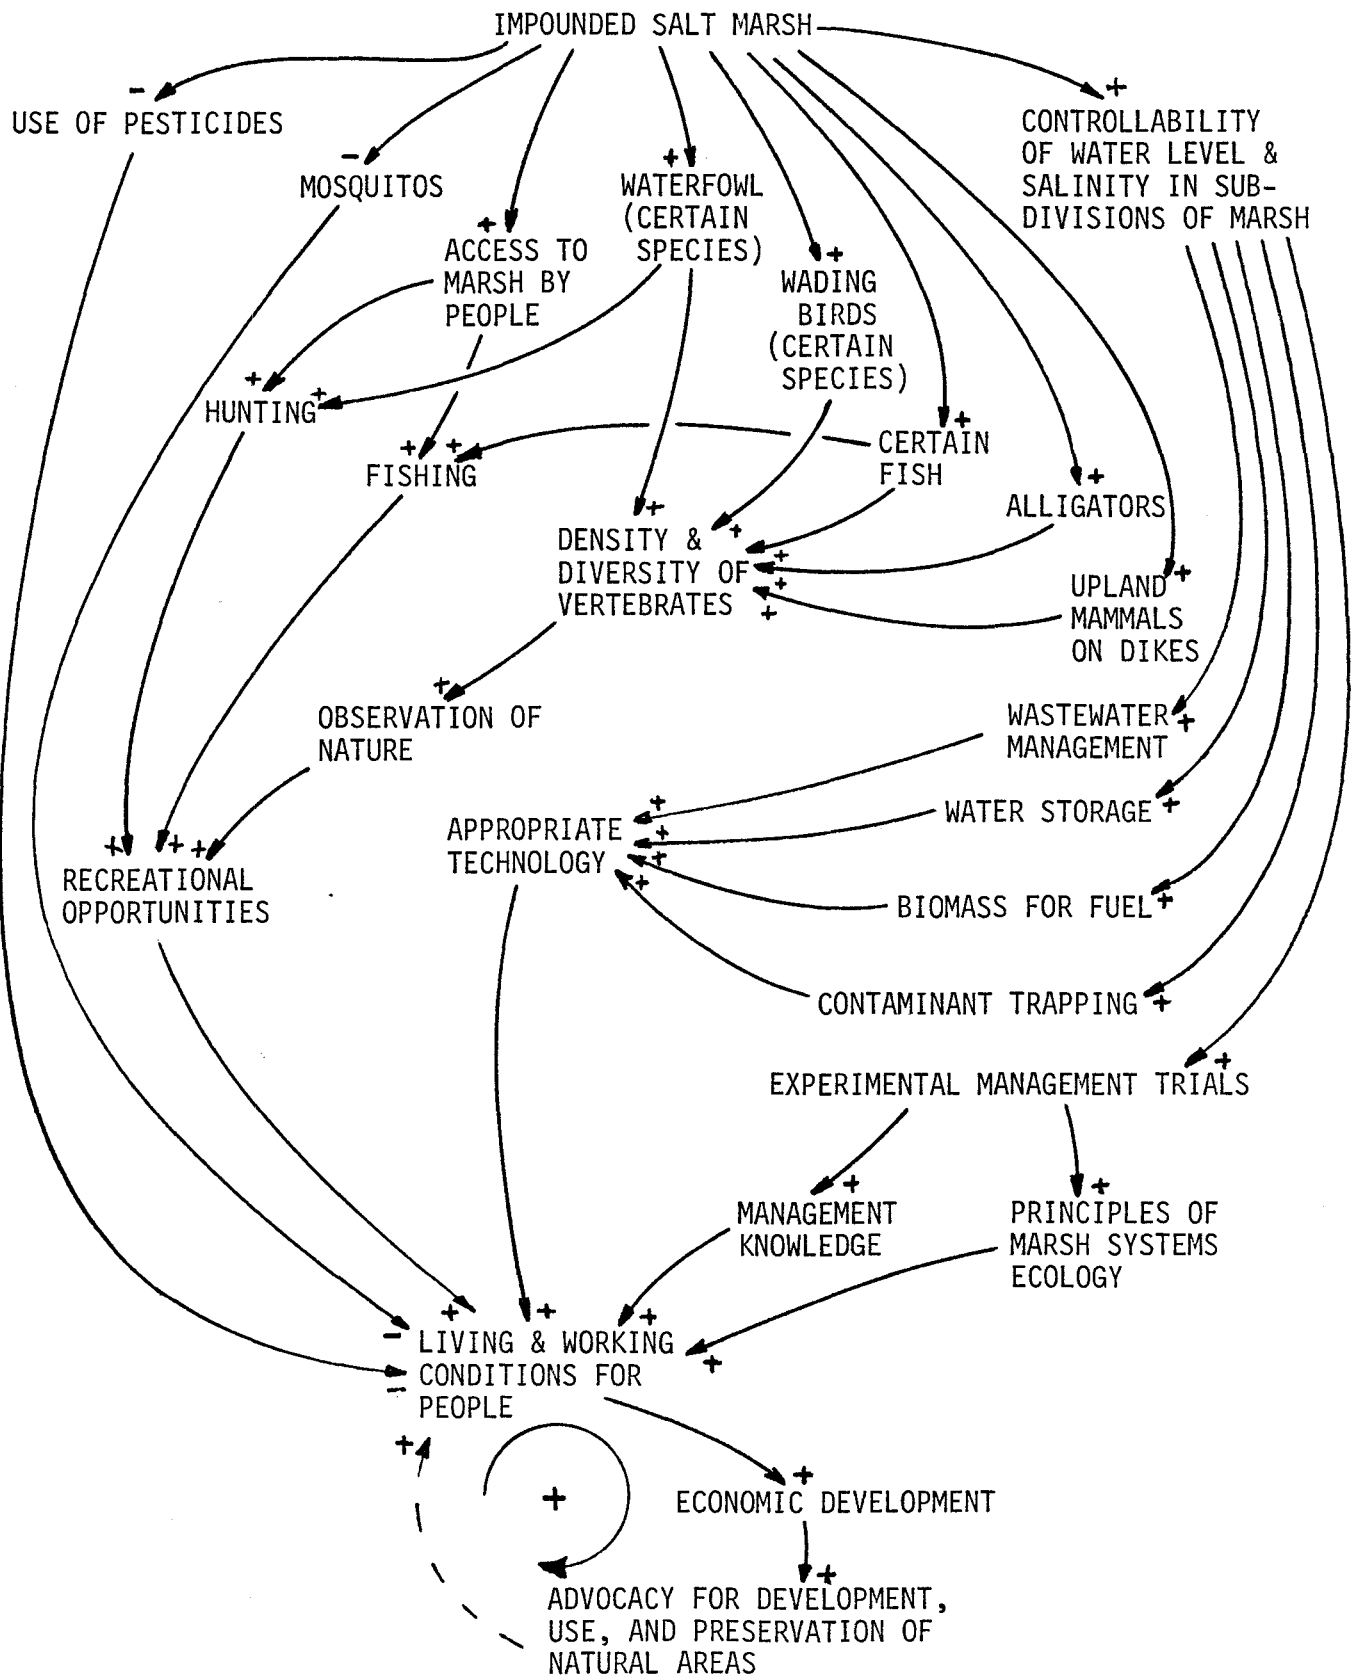 IMPOUNDED SALT MARSH
USE OF PESTICIDES
MOSQUITOS
ACCESS TO
MARSH BY
PEOPLE
WATERFOWL
(CERTAIN
SPECIES)
WADING
BIRDS
(CERTAIN
SPECIES)
CONTROLLABILITY
OF WATER LEVEL &
SALINITY IN SUB-
DIVISIONS OF MARSH
HUNTING
FISHING
CERTAIN
FISH
ALLIGATORS
UPLAND
MAMMALS
ON DIKES
DENSITY &
DIVERSITY OF
VERTEBRATES
OBSERVATION OF
NATURE
WASTEWATER
MANAGEMENT
WATER STORAGE
APPROPRIATE
TECHNOLOGY
RECREATIONAL
OPPORTUNITIES
BIOMASS FOR FUEL
CONTAMINANT TRAPPING
EXPERIMENTAL MANAGEMENT TRIALS
MANAGEMENT
KNOWLEDGE
PRINCIPLES OF
MARSH SYSTEMS
ECOLOGY
LIVING & WORKING
CONDITIONS FOR
PEOPLE
+
ECONOMIC DEVELOPMENT
ADVOCACY FOR DEVELOPMENT,
USE, AND PRESERVATION OF
NATURAL AREAS